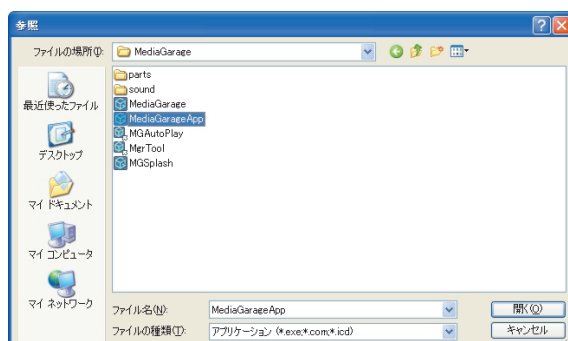 参照
ファイルの場所(I):
MediaGarage
最近使ったファイル
デスクトップ
マイ ドキュメント
マイ コンピュータ
マイ ネットワーク
parts
sound
MediaGarage
MediaGarageApp
MGAutoPlay
MgrTool
MGSplash
ファイル名(N):
MediaGarageApp
開く(O)
ファイルの種類(T):
アプリケーション (*.exe;*.com;*.icd)
キャンセル